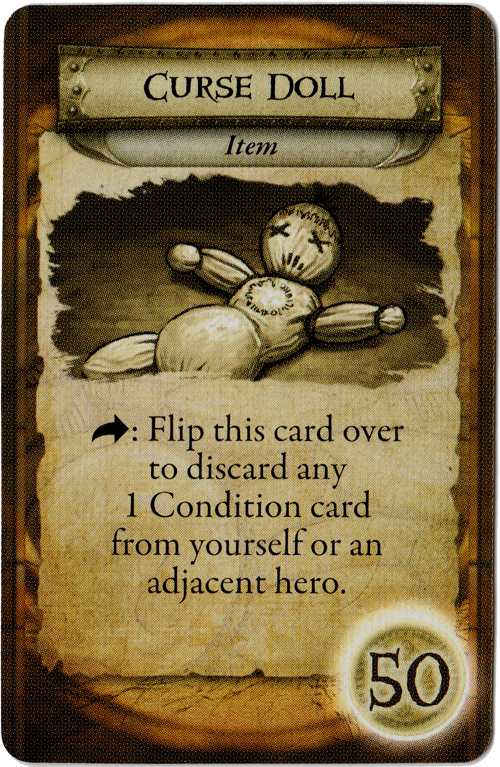 CURSE DOLL
Item
: Flip this card over
to discard any
1 Condition card
from yourself or an
adjacent hero.
50